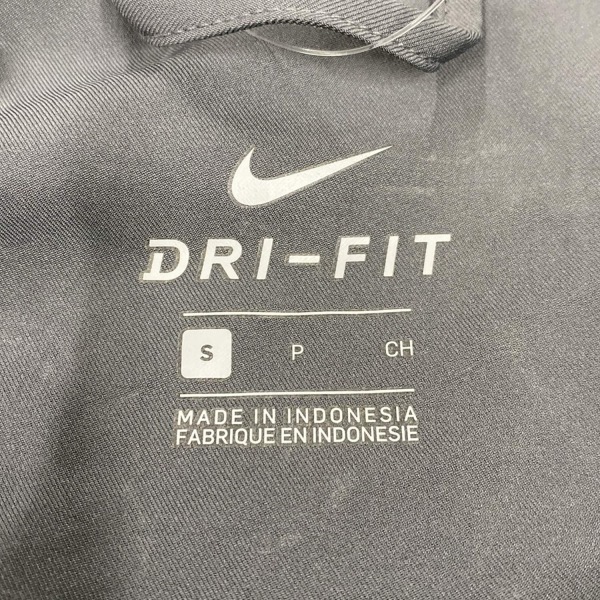 DRI-FIT
S P CH
MADE IN INDONESIA
FABRIQUE EN INDONESIE